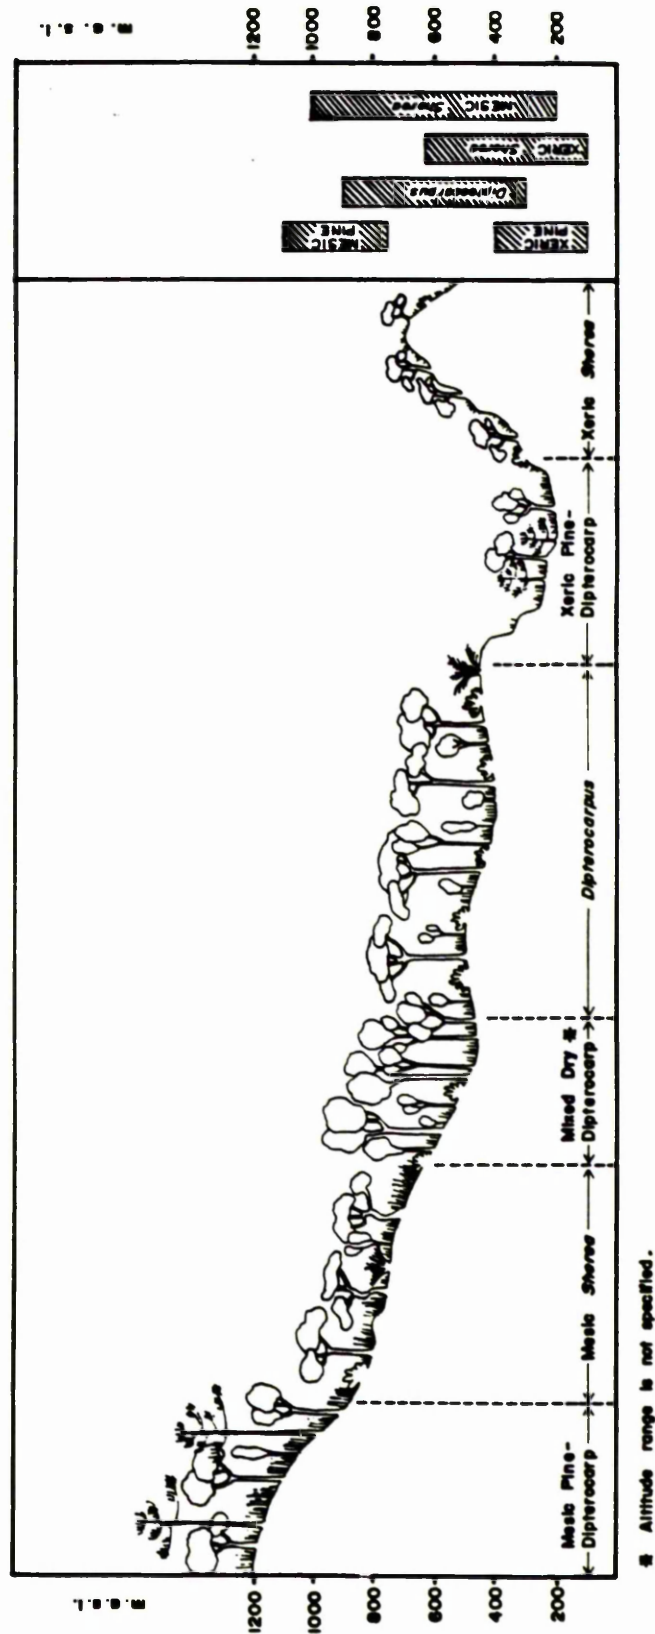 m.a.s.l.
1200
1000
800
600
400
200
Mesic Pine-
Dipterocarp
Mesic Shorea
Mixed Dry *
Dipterocarp
Dipterocarpus
Xeric Pine-
Dipterocarp
Xeric Shorea
MESIC
PINE
XERIC
PINE
Dipterocarpus
XERIC Shorea
MESIC Shorea
m.a.s.l.
1200
1000
800
600
400
200
* Altitude range is not specified.